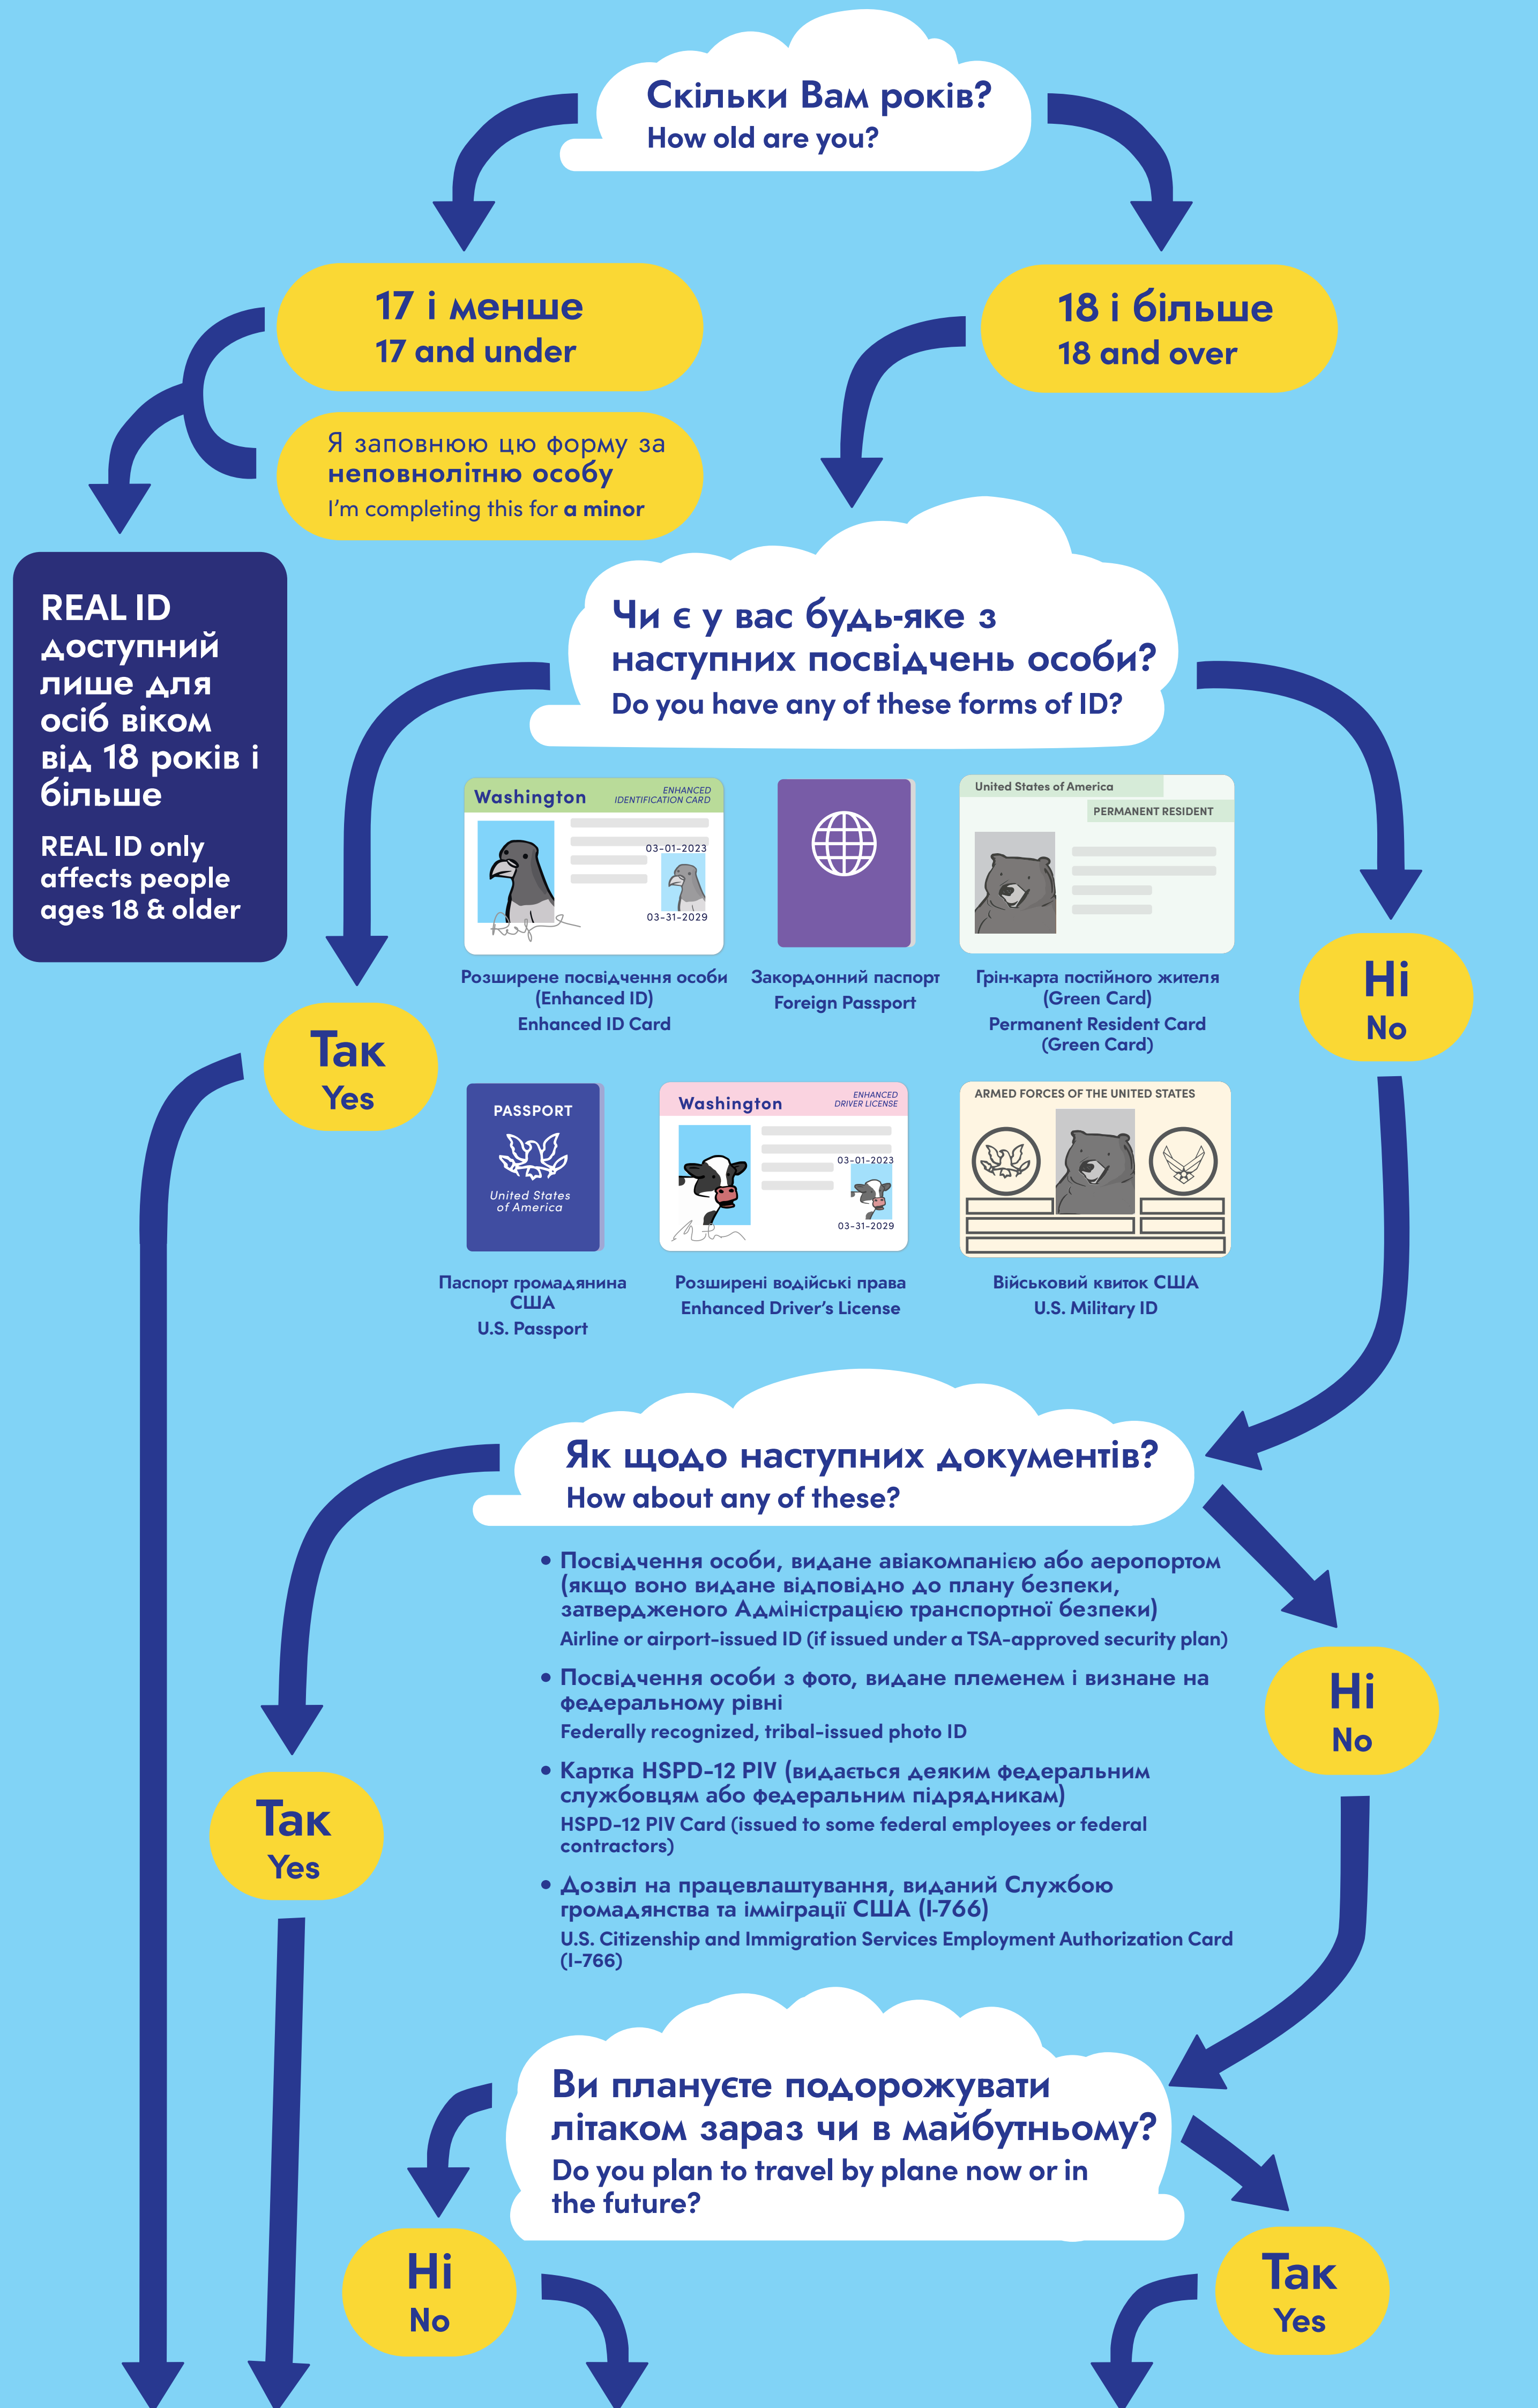 Скільки Вам років?
How old are you?
17 і менше
17 and under
18 і більше
18 and over
Я заповнюю цю форму за
неповнолітню особу
I'm completing this for a minor
REAL ID
доступний
лише для
осіб віком
від 18 років і
більше
REAL ID only
affects people
ages 18 & older
Чи є у вас будь-яке з
наступних посвідчень особи?
Do you have any of these forms of ID?
Washington
ENHANCED
IDENTIFICATION CARD
03-01-2023
03-31-2029
Розширене посвідчення особи
(Enhanced ID)
Enhanced ID Card
Закордонний паспорт
Foreign Passport
United States of America
PERMANENT RESIDENT
Грін-карта постійного жителя
(Green Card)
Permanent Resident Card
(Green Card)
Ні
No
Так
Yes
PASSPORT
United States
of America
Паспорт громадянина
США
U.S. Passport
Washington
ENHANCED
DRIVER LICENSE
03-01-2023
03-31-2029
Розширені водійські права
Enhanced Driver's License
ARMED FORCES OF THE UNITED STATES
Військовий квиток США
U.S. Military ID
Як щодо наступних документів?
How about any of these?
• Посвідчення особи, видане авіакомпанією або аеропортом
(якщо воно видане відповідно до плану безпеки,
затвердженого Адміністрацією транспортної безпеки)
Airline or airport-issued ID (if issued under a TSA-approved security plan)
• Посвідчення особи з фото, видане племенем і визнане на
федеральному рівні
Federally recognized, tribal-issued photo ID
• Картка HSPD-12 PIV (видається деяким федеральним
службовцям або федеральним підрядникам)
HSPD-12 PIV Card (issued to some federal employees or federal
contractors)
• Дозвіл на працевлаштування, виданий Службою
громадянства та імміграції США (I-766)
U.S. Citizenship and Immigration Services Employment Authorization Card
(I-766)
Ні
No
Так
Yes
Ви плануєте подорожувати
літаком зараз чи в майбутньому?
Do you plan to travel by plane now or in
the future?
Ні
No
Так
Yes